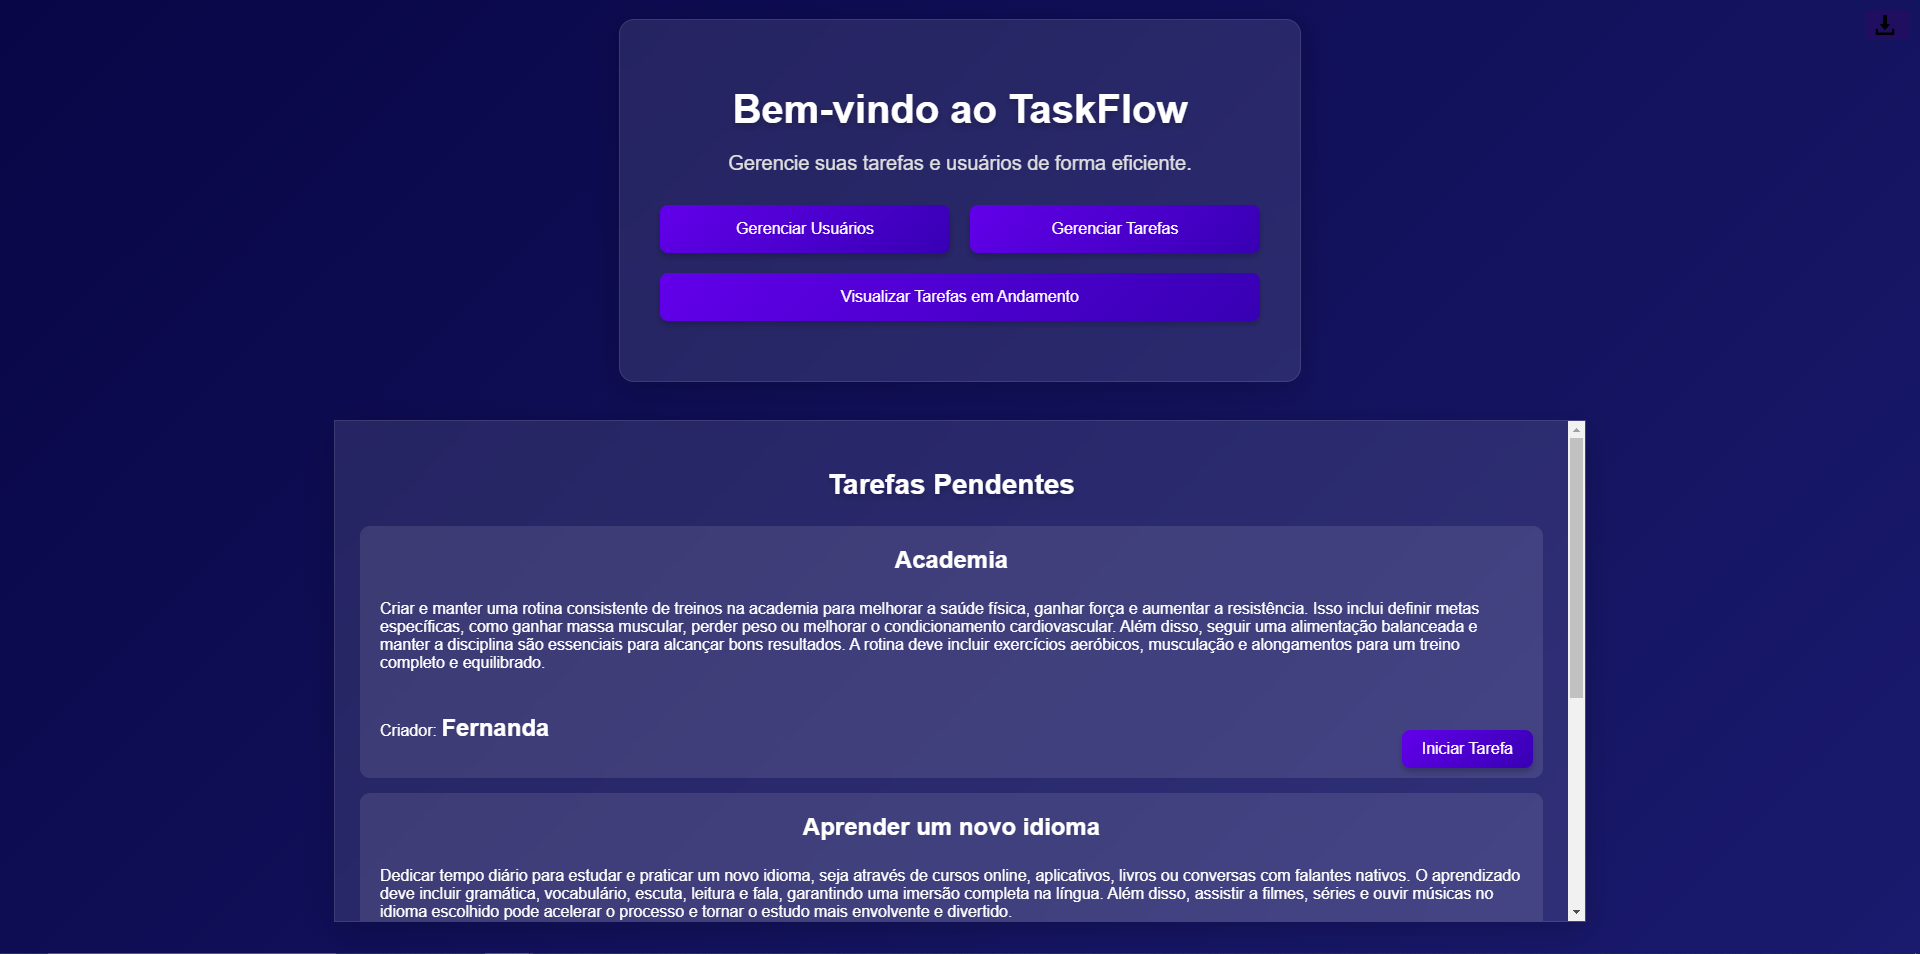 Bem-vindo ao TaskFlow
Gerencie suas tarefas e usuários de forma eficiente.
Gerenciar Usuários
Gerenciar Tarefas
Visualizar Tarefas em Andamento
Tarefas Pendentes
Academia
Criar e manter uma rotina consistente de treinos na academia para melhorar a saúde física, ganhar força e aumentar a resistência. Isso inclui definir metas
específicas, como ganhar massa muscular, perder peso ou melhorar o condicionamento cardiovascular. Além disso, seguir uma alimentação balanceada e
manter a disciplina são essenciais para alcançar bons resultados. A rotina deve incluir exercícios aeróbicos, musculação e alongamentos para um treino
completo e equilibrado.
Criador: Fernanda
Iniciar Tarefa
Aprender um novo idioma
Dedicar tempo diário para estudar e praticar um novo idioma, seja através de cursos online, aplicativos, livros ou conversas com falantes nativos. O aprendizado
deve incluir gramática, vocabulário, escuta, leitura e fala, garantindo uma imersão completa na língua. Além disso, assistir a filmes, séries e ouvir músicas no
idioma escolhido pode acelerar o processo e tornar o estudo mais envolvente e divertido.